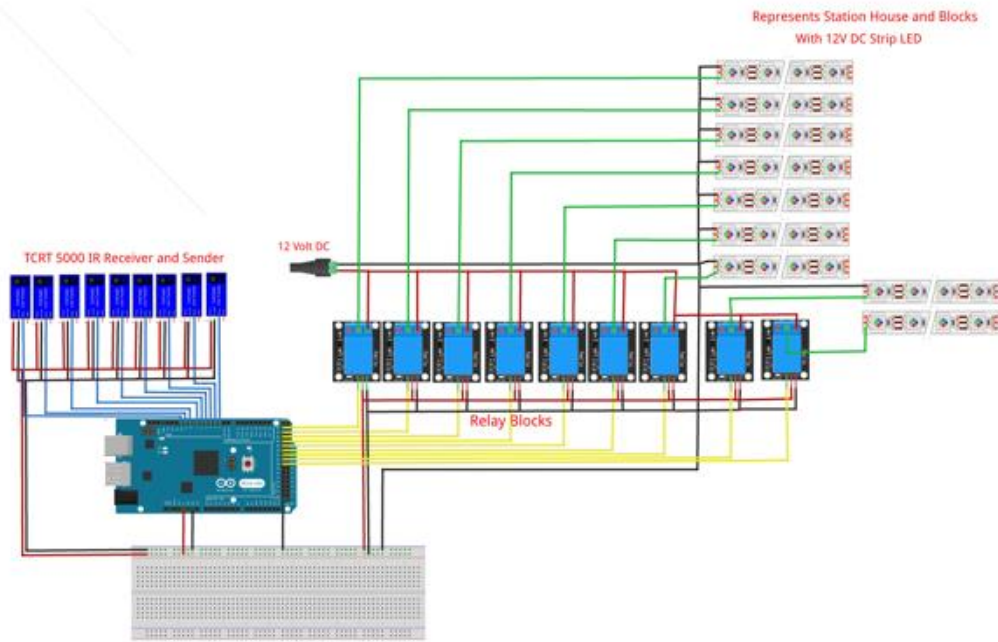 Represents Station House and Blocks
With 12V DC Strip LED
12 Volt DC
TCRT 5000 IR Receiver and Sender
Relay Blocks